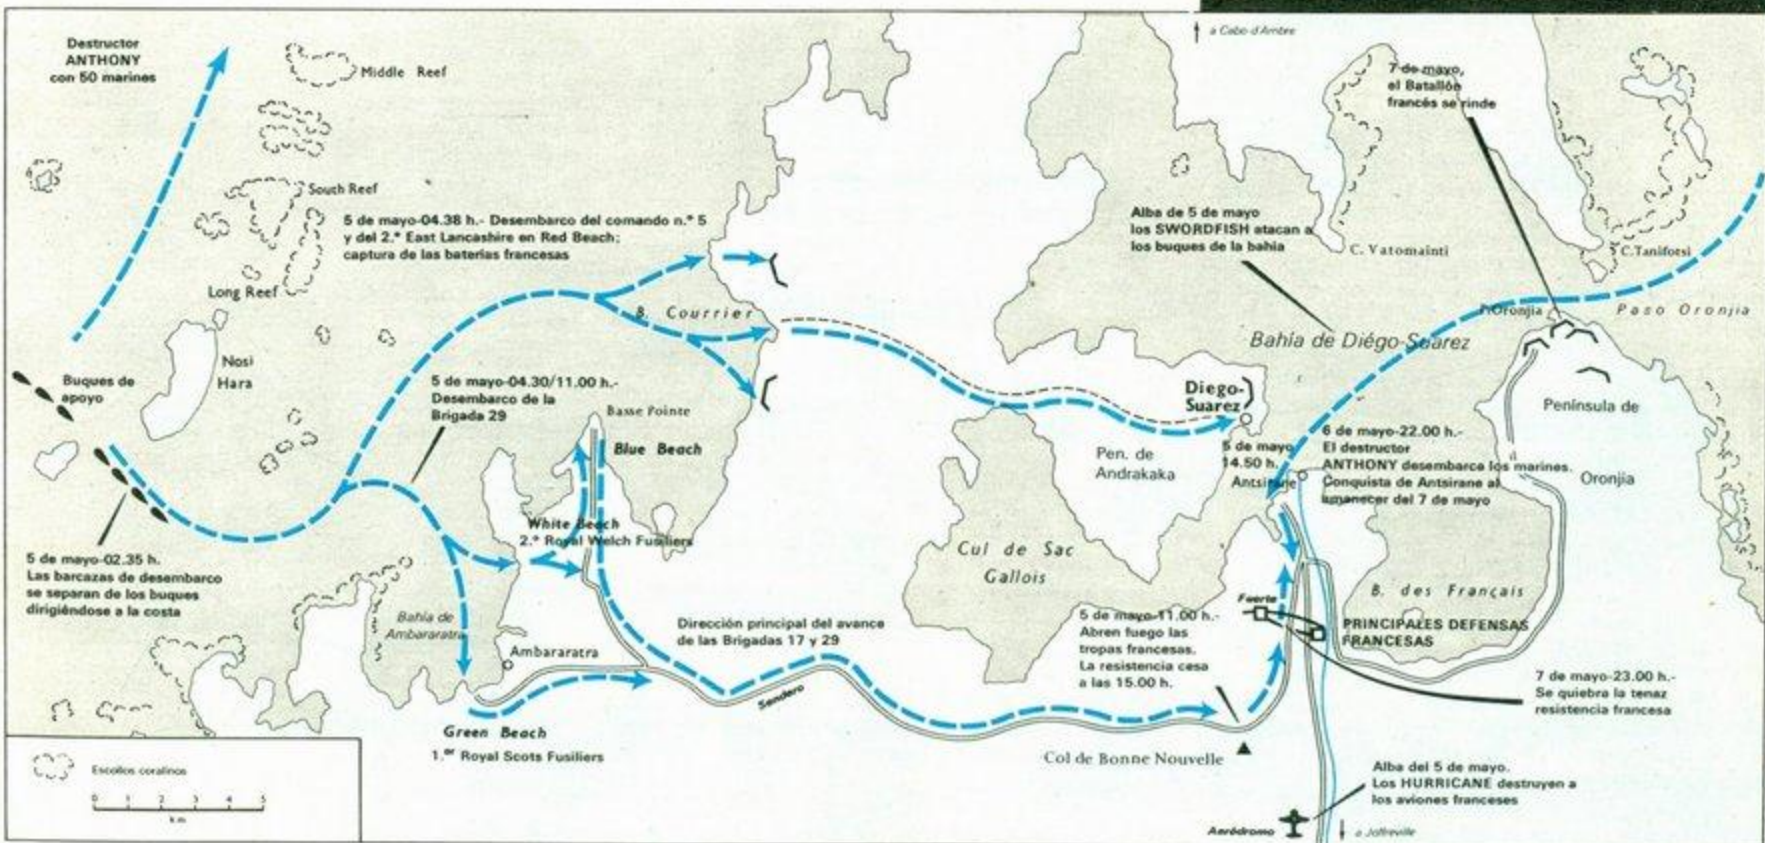 Destructor
ANTHONY
con 50 marines
Middle Reef
South Reef
Long Reef
Nosi
Hara
Buques de
apoyo
5 de mayo-02.35 h.
Las barcazas de desembarco
se separan de los buques
dirigiéndose a la costa
5 de mayo-04.38 h.- Desembarco del comando n.º 5
y del 2.º East Lancashire en Red Beach;
captura de las baterías francesas
B. Courrier
5 de mayo-04.30/11.00 h.-
Desembarco de la
Brigada 29
Basse Pointe
Blue Beach
White Beach
2.º Royal Welch Fusiliers
Bahía de
Ambararatra
Ambararatra
Green Beach
1.er Royal Scots Fusiliers
Dirección principal del avance
de las Brigadas 17 y 29
Sendero
Escollos coralinos
0 1 2 3 4 5
km
a Cabo d'Ambre
7 de mayo,
el Batallón
francés se rinde
Alba de 5 de mayo
los SWORDFISH atacan a
los buques de la bahia
C. Vatomainti
C. Tanifotsi
P. Oronjia
Paso Oronjia
Bahía de Diégo-Suarez
Diego-
Suarez
Península de
Oronjia
Pen. de
Andrakaka
5 de mayo
14.50 h.
Antsirane
6 de mayo-22.00 h.-
El destructor
ANTHONY desembarca los marines.
Conquista de Antsirane al
amanecer del 7 de mayo
Cul de Sac
Gallois
B. des Français
Fuerte
PRINCIPALES DEFENSAS
FRANCESAS
5 de mayo-11.00 h.-
Abren fuego las
tropas francesas.
La resistencia cesa
a las 15.00 h.
7 de mayo-23.00 h.-
Se quiebra la tenaz
resistencia francesa
Col de Bonne Nouvelle
Alba del 5 de mayo.
Los HURRICANE destruyen a
los aviones franceses
Aeródromo
a Joffreville